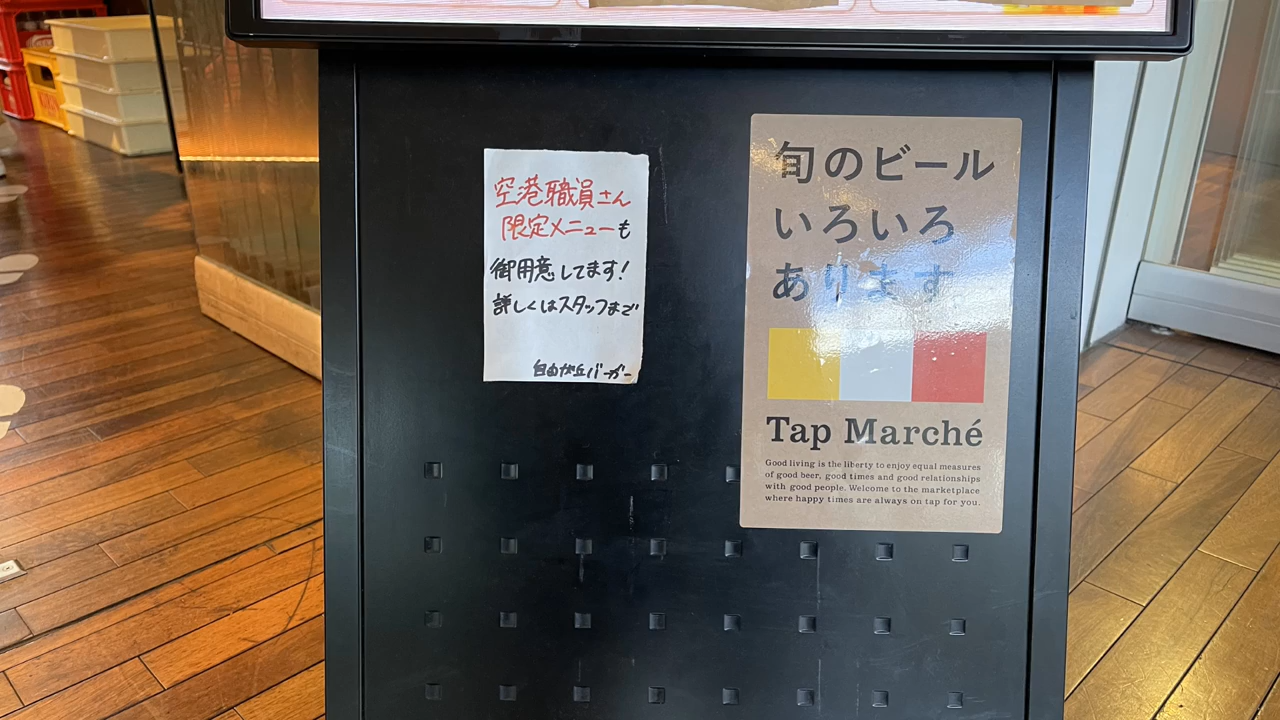 空港職員さん
限定メニューも
御用意してます!
詳しくはスタッフまで
自由が丘バーガー
旬のビール
いろいろ
あります
Tap Marché
Good living is the liberty to enjoy equal measures
of good beer, good times and good relationships
with good people. Welcome to the marketplace
where happy times are always on tap for you.